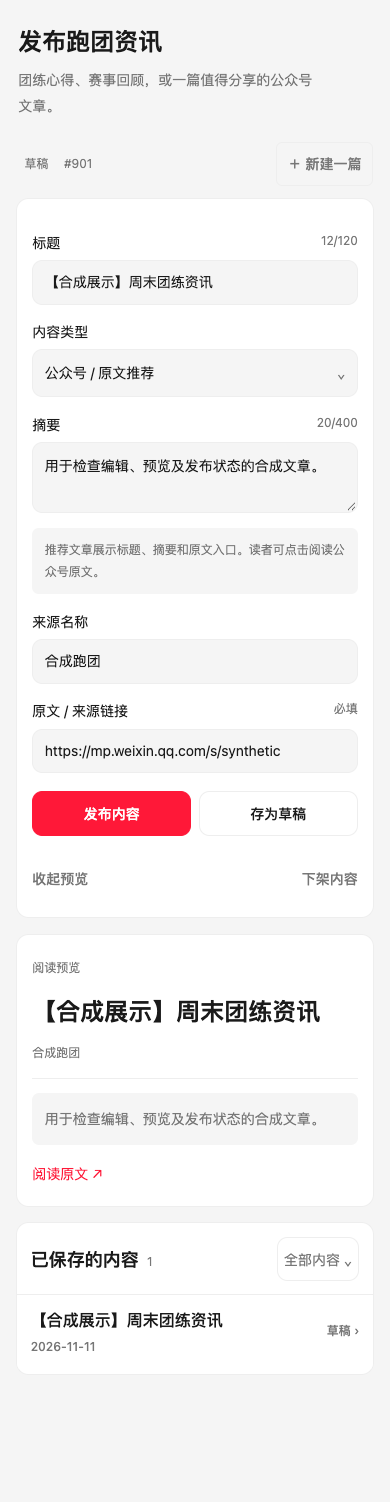 发布跑团资讯
团练心得、赛事回顾，或一篇值得分享的公众号
文章。
草稿 #901
+ 新建一篇
标题 12/120
【合成展示】周末团练资讯
内容类型
公众号 / 原文推荐
摘要 20/400
用于检查编辑、预览及发布状态的合成文章。
推荐文章展示标题、摘要和原文入口。读者可点击阅读公
众号原文。
来源名称
合成跑团
原文 / 来源链接 必填
https://mp.weixin.qq.com/s/synthetic
发布内容 存为草稿
收起预览 下架内容
阅读预览
【合成展示】周末团练资讯
合成跑团
用于检查编辑、预览及发布状态的合成文章。
阅读原文 ↗
已保存的内容 1 全部内容
【合成展示】周末团练资讯
草稿 ›
2026-11-11